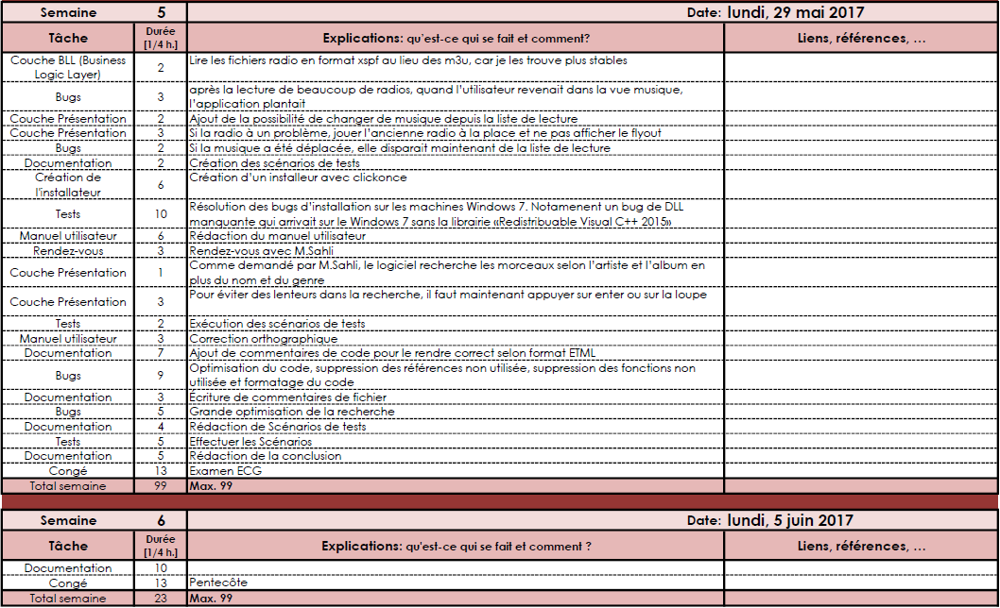 Semaine 5 Date: lundi, 29 mai 2017
Tâche Durée [1/4 h.] Explications: qu'est-ce qui se fait et comment? Liens, références, …
Couche BLL (Business Logic Layer) 2 Lire les fichiers radio en format xspf au lieu des m3u, car je les trouve plus stables
Bugs 3 après la lecture de beaucoup de radios, quand l'utilisateur revenait dans la vue musique,
l'application plantait
Couche Présentation 2 Ajout de la possibilité de changer de musique depuis la liste de lecture
Couche Présentation 3 Si la radio à un problème, jouer l'ancienne radio à la place et ne pas afficher le flyout
Bugs 2 Si la musique a été déplacée, elle disparait maintenant de la liste de lecture
Documentation 2 Création des scénarios de tests
Création de l'installateur 6 Création d'un installeur avec clickonce
Tests 10 Résolution des bugs d'installation sur les machines Windows 7. Notamenent un bug de DLL
manquante qui arrivait sur le Windows 7 sans la librairie «Redistribuable Visual C++ 2015»
Manuel utilisateur 6 Rédaction du manuel utilisateur
Rendez-vous 3 Rendez-vous avec M.Sahli
Couche Présentation 1 Comme demandé par M.Sahli, le logiciel recherche les morceaux selon l'artiste et l'album en
plus du nom et du genre
Couche Présentation 3 Pour éviter des lenteurs dans la recherche, il faut maintenant appuyer sur enter ou sur la loupe
Tests 2 Exécution des scénarios de tests
Manuel utilisateur 3 Correction orthographique
Documentation 7 Ajout de commentaires de code pour le rendre correct selon format ETML
Bugs 9 Optimisation du code, suppression des références non utilisée, suppression des fonctions non
utilisée et formatage du code
Documentation 3 Écriture de commentaires de fichier
Bugs 5 Grande optimisation de la recherche
Documentation 4 Rédaction de Scénarios de tests
Tests 5 Effectuer les Scénarios
Documentation 5 Rédaction de la conclusion
Congé 13 Examen ECG
Total semaine 99 Max. 99
Semaine 6 Date: lundi, 5 juin 2017
Tâche Durée [1/4 h.] Explications: qu'est-ce qui se fait et comment ? Liens, références, …
Documentation 10
Congé 13 Pentecôte
Total semaine 23 Max. 99